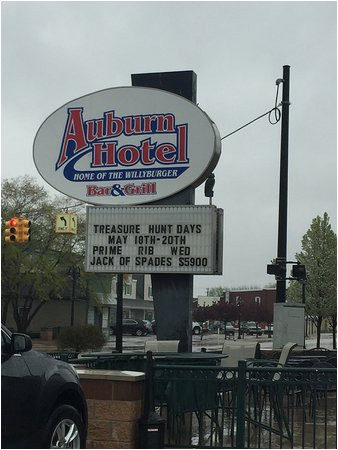 Auburn
Hotel
HOME OF THE WILLYBURGER
Bar & Grill
TREASURE HUNT DAYS
MAY 18TH-20TH
PRIME RIB WED
JACK OF SPADES $5900